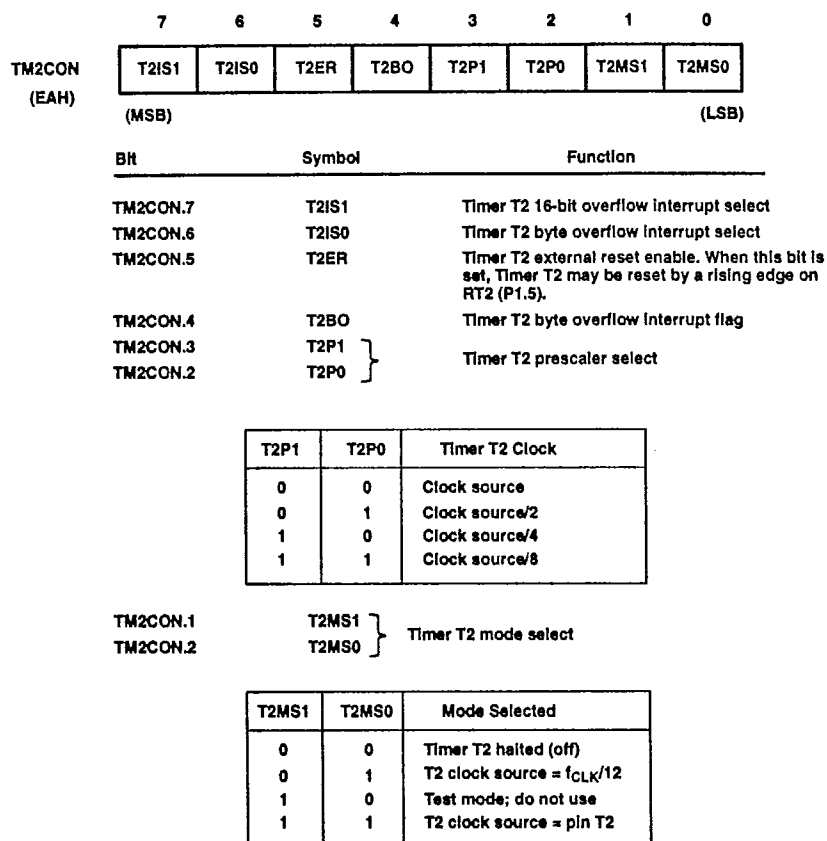 7 6 5 4 3 2 1 0
TM2CON T2IS1 T2IS0 T2ER T2BO T2P1 T2P0 T2MS1 T2MS0
(EAH)
(MSB) (LSB)
Bit Symbol Function
TM2CON.7 T2IS1 Timer T2 16-bit overflow interrupt select
TM2CON.6 T2IS0 Timer T2 byte overflow interrupt select
TM2CON.5 T2ER Timer T2 external reset enable. When this bit is
set, Timer T2 may be reset by a rising edge on
RT2 (P1.5).
TM2CON.4 T2BO Timer T2 byte overflow interrupt flag
TM2CON.3 T2P1
Timer T2 prescaler select
TM2CON.2 T2P0
T2P1 T2P0 Timer T2 Clock
0 0 Clock source
0 1 Clock source/2
1 0 Clock source/4
1 1 Clock source/8
TM2CON.1 T2MS1
Timer T2 mode select
TM2CON.2 T2MS0
T2MS1 T2MS0 Mode Selected
0 0 Timer T2 halted (off)
0 1 T2 clock source = fCLK/12
1 0 Test mode; do not use
1 1 T2 clock source = pin T2